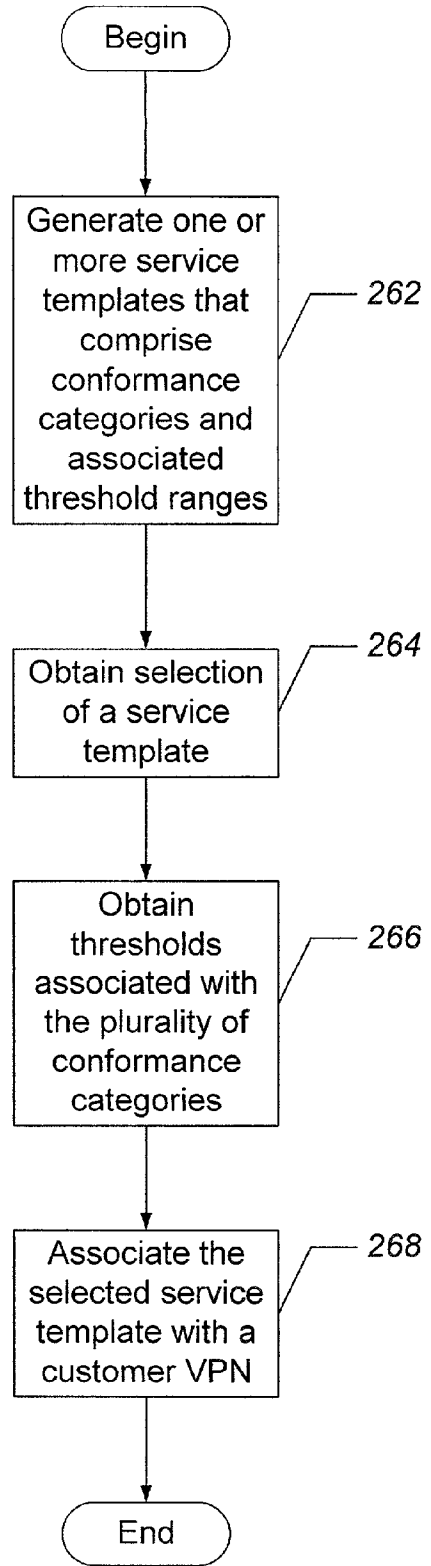 Begin
Generate one or
more service
templates that
comprise
conformance
categories and
associated
threshold ranges
262
Obtain selection
of a service
template
264
Obtain
thresholds
associated with
the plurality of
conformance
categories
266
Associate the
selected service
template with a
customer VPN
268
End